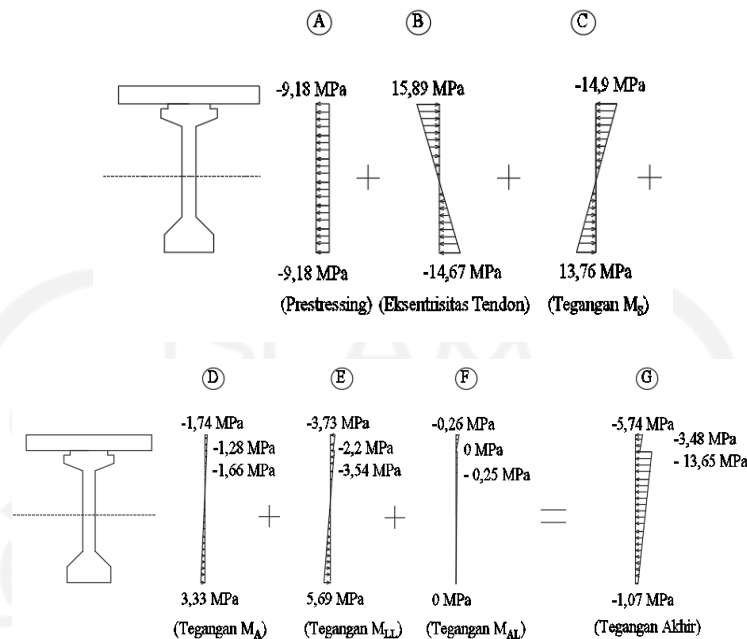 A B C
-9,18 MPa 15,89 MPa -14,9 MPa
+ + +
-9,18 MPa -14,67 MPa 13,76 MPa
(Prestressing) (Eksentrisitas Tendon) (Tegangan Mg)
ISLAM
D E F G
-1,74 MPa -3,73 MPa -0,26 MPa -5,74 MPa
-1,28 MPa -2,2 MPa 0 MPa -3,48 MPa
-1,66 MPa -3,54 MPa - 0,25 MPa - 13,65 MPa
+ + =
3,33 MPa 5,69 MPa 0 MPa -1,07 MPa
(Tegangan MA) (Tegangan MLL) (Tegangan MAL) (Tegangan Akhir)